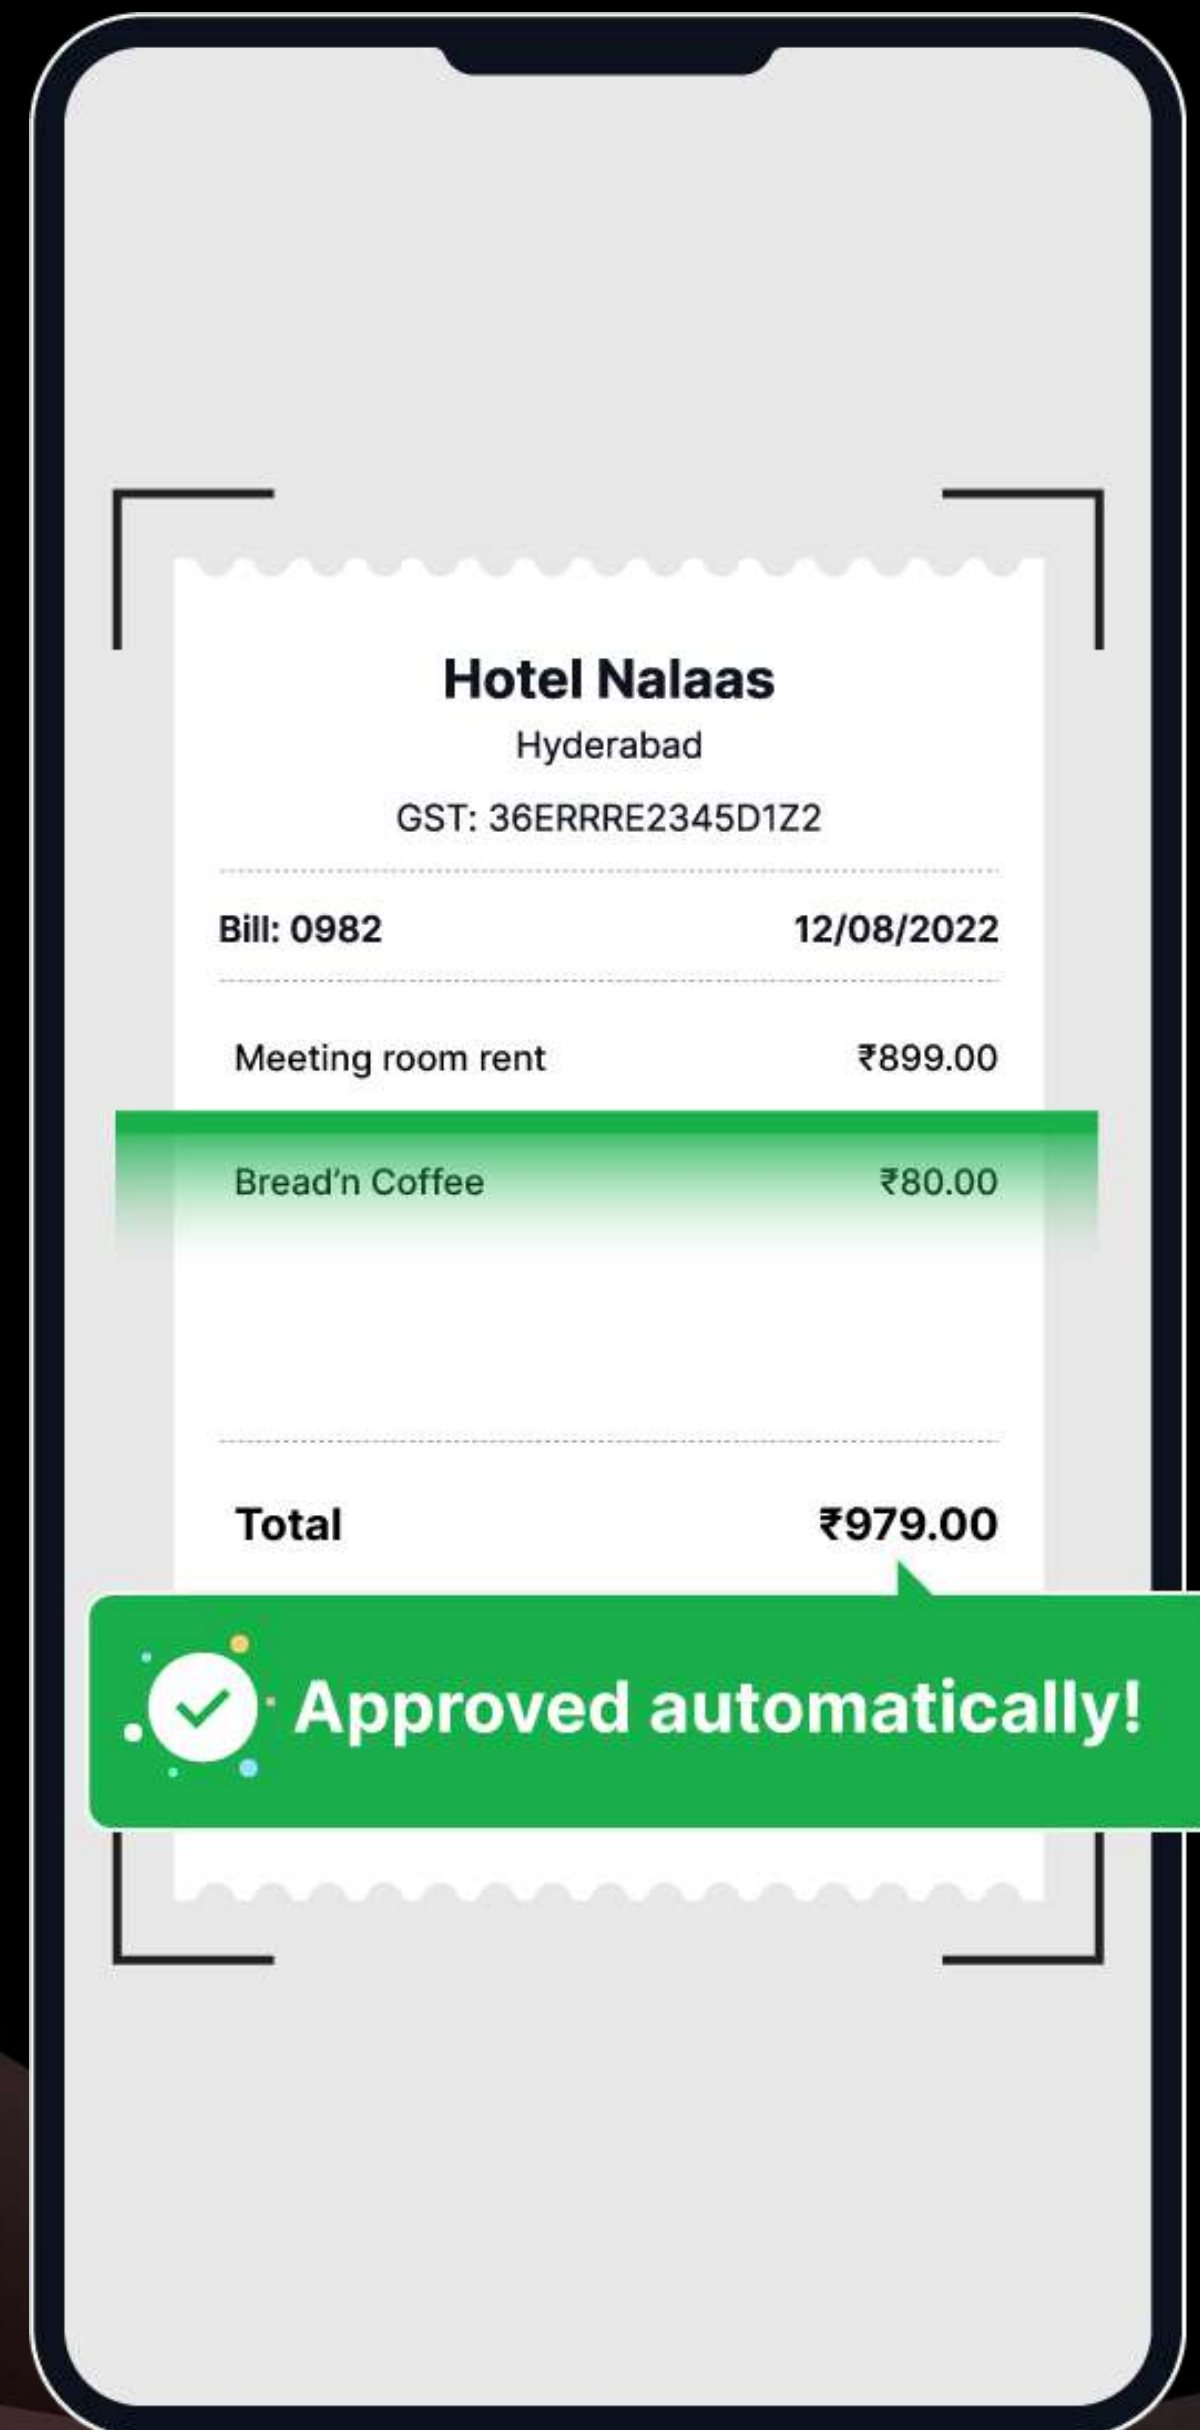 Hotel Nalaas
Hyderabad
GST: 36ERRRE2345D1Z2
Bill: 0982 12/08/2022
Meeting room rent ₹899.00
Bread’n Coffee ₹80.00
Total ₹979.00
Approved automatically!